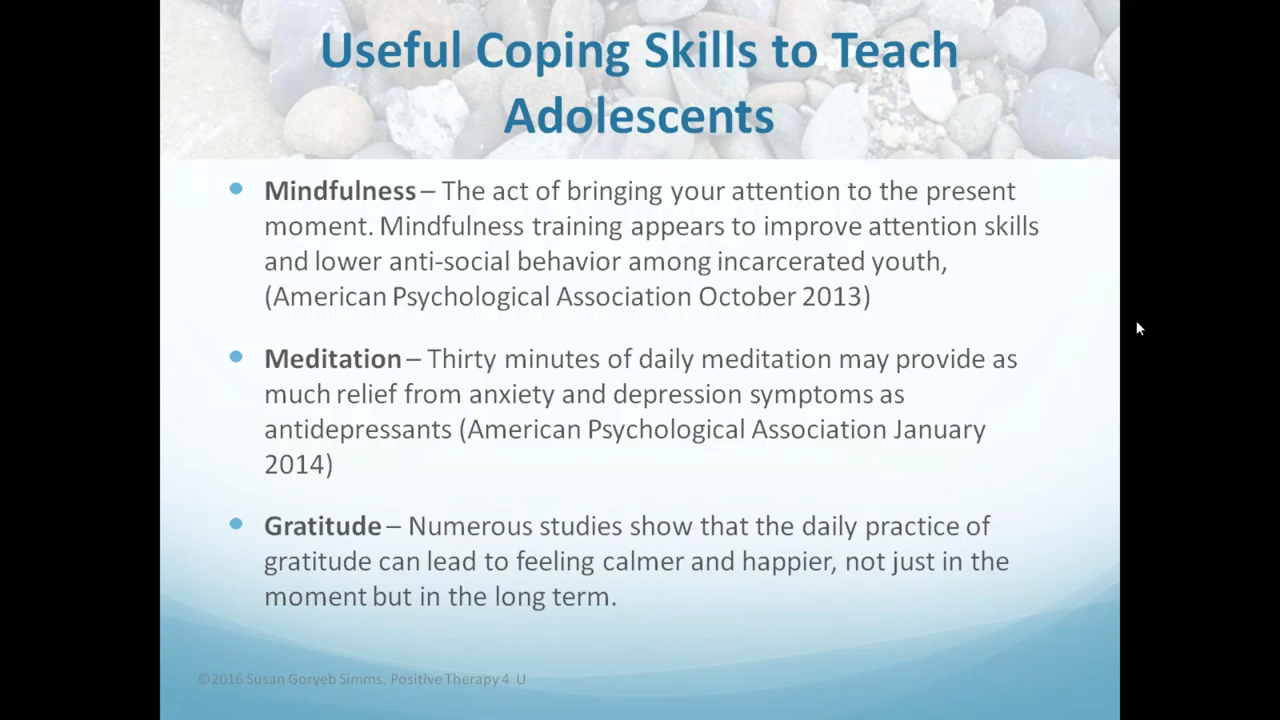 Useful Coping Skills to Teach
Adolescents
• Mindfulness – The act of bringing your attention to the present
moment. Mindfulness training appears to improve attention skills
and lower anti-social behavior among incarcerated youth,
(American Psychological Association October 2013)
• Meditation – Thirty minutes of daily meditation may provide as
much relief from anxiety and depression symptoms as
antidepressants (American Psychological Association January
2014)
• Gratitude – Numerous studies show that the daily practice of
gratitude can lead to feeling calmer and happier, not just in the
moment but in the long term.
©2016 Susan Goryeb Simms, Positive Therapy 4 U